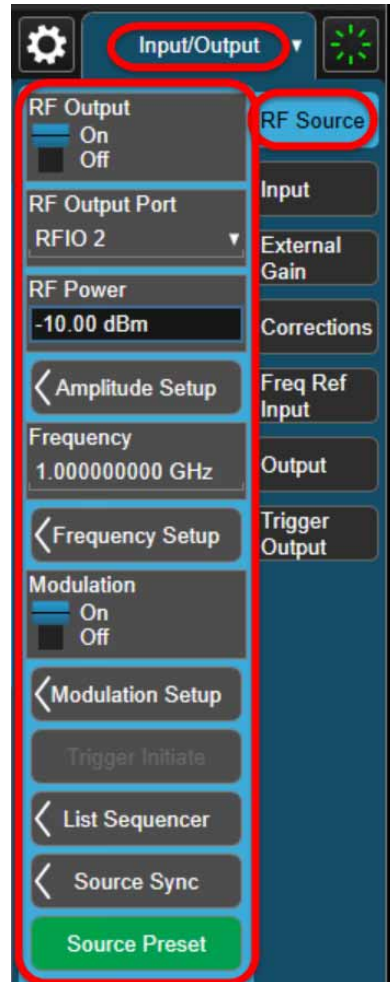 Input/Output
RF Output
On
Off
RF Output Port
RFIO 2
RF Power
-10.00 dBm
Amplitude Setup
Frequency
1.000000000 GHz
Frequency Setup
Modulation
On
Off
Modulation Setup
Trigger Initiate
List Sequencer
Source Sync
Source Preset
RF Source
Input
External
Gain
Corrections
Freq Ref
Input
Output
Trigger
Output